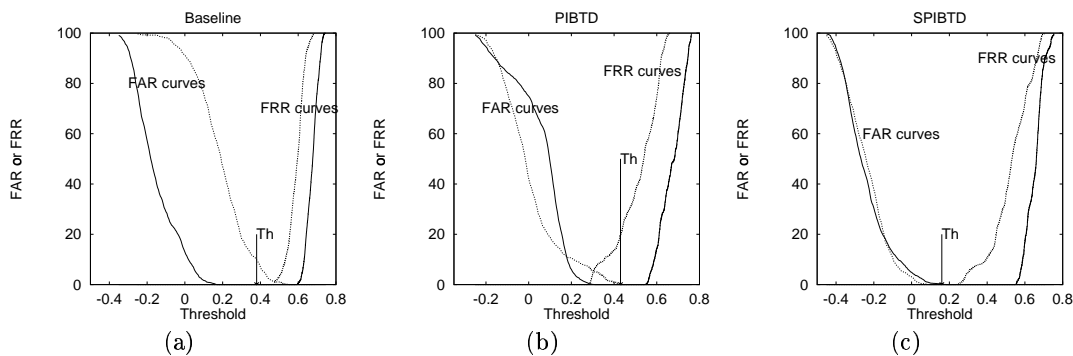 Baseline
100
80
60
40
20
0
FAR or FRR
FAR curves
FRR curves
Th
-0.4 -0.2 0 0.2 0.4 0.6 0.8
Threshold
(a)
PIBTD
100
80
60
40
20
0
FAR or FRR
FRR curves
FAR curves
Th
-0.2 0 0.2 0.4 0.6 0.8
Threshold
(b)
SPIBTD
100
80
60
40
20
0
FAR or FRR
FRR curves
FAR curves
Th
-0.4 -0.2 0 0.2 0.4 0.6 0.8
Threshold
(c)